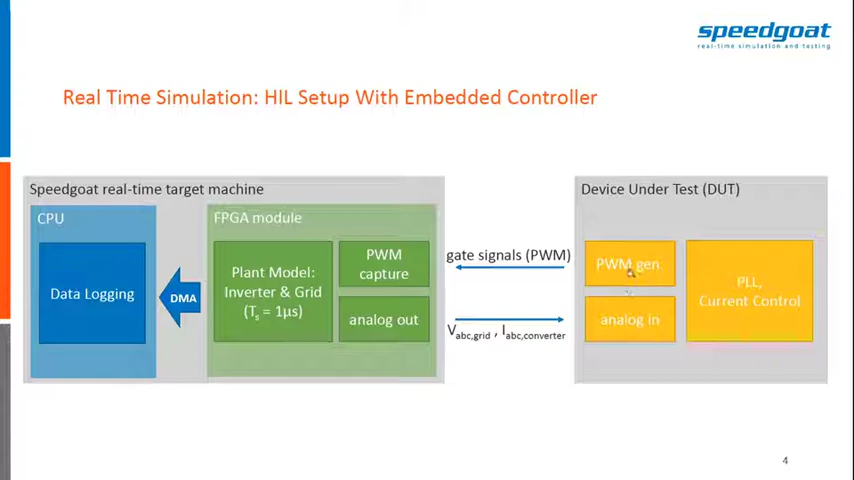 speedgoat
real-time simulation and testing
Real Time Simulation: HIL Setup With Embedded Controller
Speedgoat real-time target machine
CPU
Data Logging
DMA
FPGA module
Plant Model:
Inverter & Grid
(Ts = 1µs)
PWM
capture
analog out
gate signals (PWM)
Vabc,grid , Iabc,converter
Device Under Test (DUT)
PWM gen.
analog in
PLL,
Current Control
4